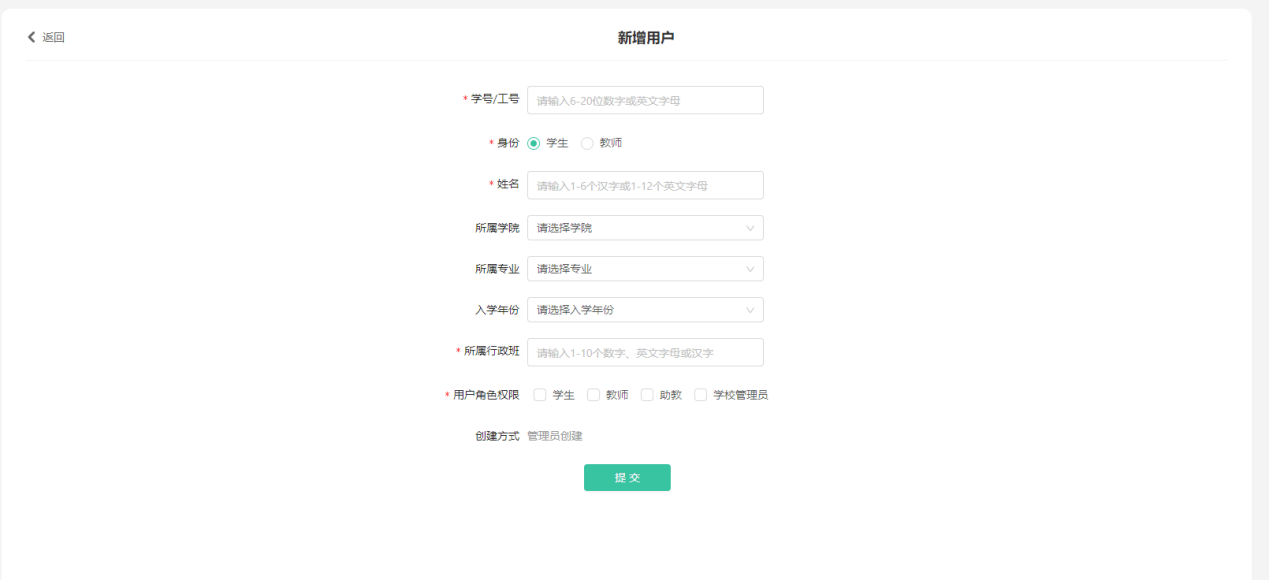 返回
新增用户
* 学号/工号 请输入6-20位数字或英文字母
* 身份 学生 教师
* 姓名 请输入1-6个汉字或1-12个英文字母
所属学院 请选择学院
所属专业 请选择专业
入学年份 请选择入学年份
* 所属行政班 请输入1-10个数字、英文字母或汉字
* 用户角色权限 学生 教师 助教 学校管理员
创建方式 管理员创建
提 交